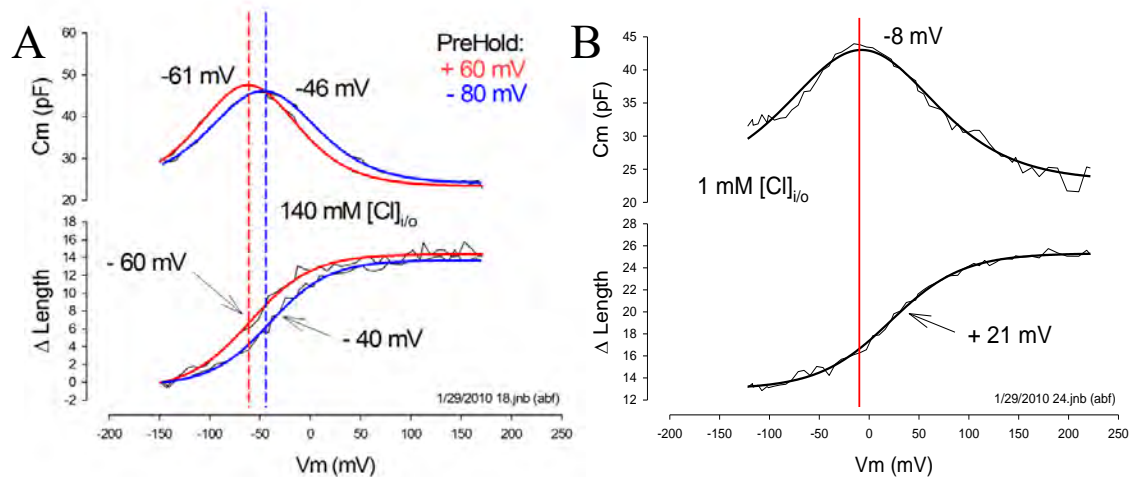 A
PreHold:
+ 60 mV
- 80 mV
-61 mV
-46 mV
Cm (pF)
60
50
40
30
20
140 mM [Cl]i/o
- 60 mV
- 40 mV
Δ Length
18
16
14
12
10
8
6
4
2
0
-2
1/29/2010 18.jnb (abf)
-200 -150 -100 -50 0 50 100 150 200 250
Vm (mV)
B
-8 mV
Cm (pF)
45
40
35
30
25
20
1 mM [Cl]i/o
+ 21 mV
Δ Length
28
26
24
22
20
18
16
14
12
1/29/2010 24.jnb (abf)
-200 -150 -100 -50 0 50 100 150 200 250
Vm (mV)